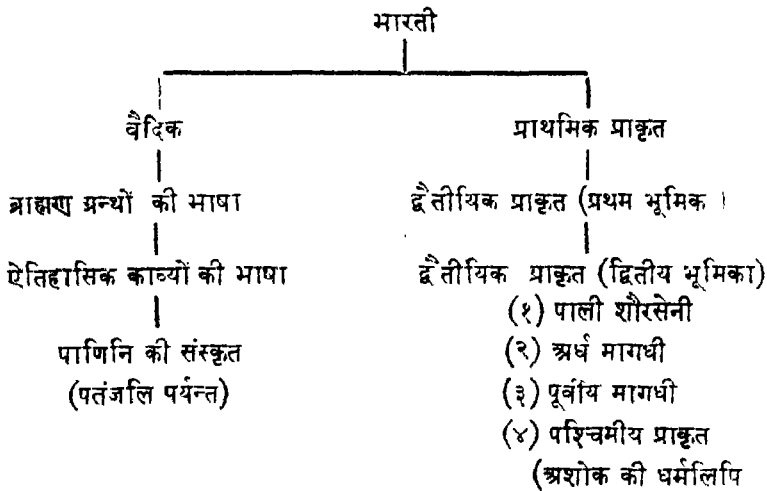 भारती
वैदिक प्राथमिक प्राकृत
ब्राह्मण ग्रन्थों की भाषा द्वैतीयिक प्राकृत (प्रथम भूमिक ।
ऐतिहासिक काव्यों की भाषा द्वैतीयिक प्राकृत (द्वितीय भूमिका)
(१) पाली शौरसेनी
पाणिनि की संस्कृत (२) अर्ध मागधी
(पतंजलि पर्यन्त) (३) पूर्वीय मागधी
(४) पश्चिमीय प्राकृत
(अशोक की धर्मलिपि